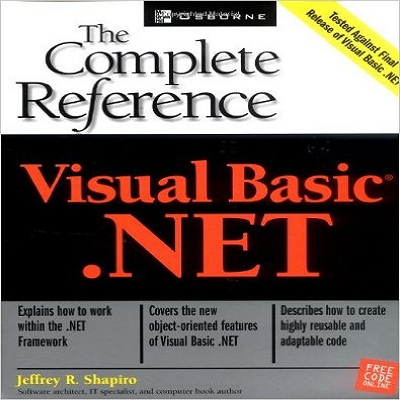 OSBORNE
The
Complete
Reference
Tested Against Final
Release of Visual Basic .NET
Visual Basic®
.NET
Explains how to work
within the .NET
Framework
Covers the new
object-oriented features
of Visual Basic .NET
Describes how to create
highly reusable and
adaptable code
FREE
CODE
ONLINE
Jeffrey R. Shapiro
Software architect, IT specialist, and computer book author